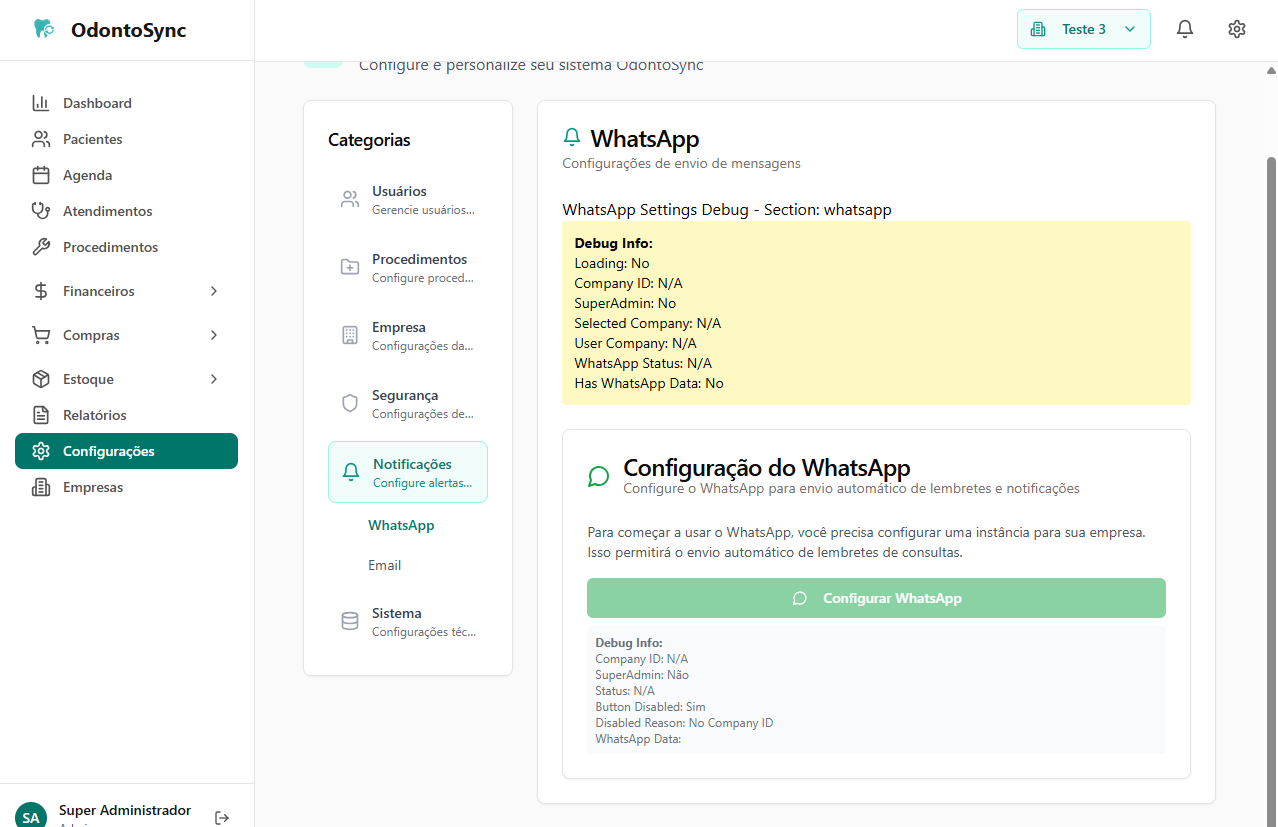 OdontoSync
Teste 3
Dashboard
Pacientes
Agenda
Atendimentos
Procedimentos
Financeiros
Compras
Estoque
Relatórios
Configurações
Empresas
SA
Super Administrador
Configure e personalize seu sistema OdontoSync
Categorias
Usuários
Gerencie usuários...
Procedimentos
Configure proced...
Empresa
Configurações da...
Segurança
Configurações de...
Notificações
Configure alertas...
WhatsApp
Email
Sistema
Configurações téc...
WhatsApp
Configurações de envio de mensagens
WhatsApp Settings Debug - Section: whatsapp
Debug Info:
Loading: No
Company ID: N/A
SuperAdmin: No
Selected Company: N/A
User Company: N/A
WhatsApp Status: N/A
Has WhatsApp Data: No
Configuração do WhatsApp
Configure o WhatsApp para envio automático de lembretes e notificações
Para começar a usar o WhatsApp, você precisa configurar uma instância para sua empresa.
Isso permitirá o envio automático de lembretes de consultas.
Configurar WhatsApp
Debug Info:
Company ID: N/A
SuperAdmin: Não
Status: N/A
Button Disabled: Sim
Disabled Reason: No Company ID
WhatsApp Data: